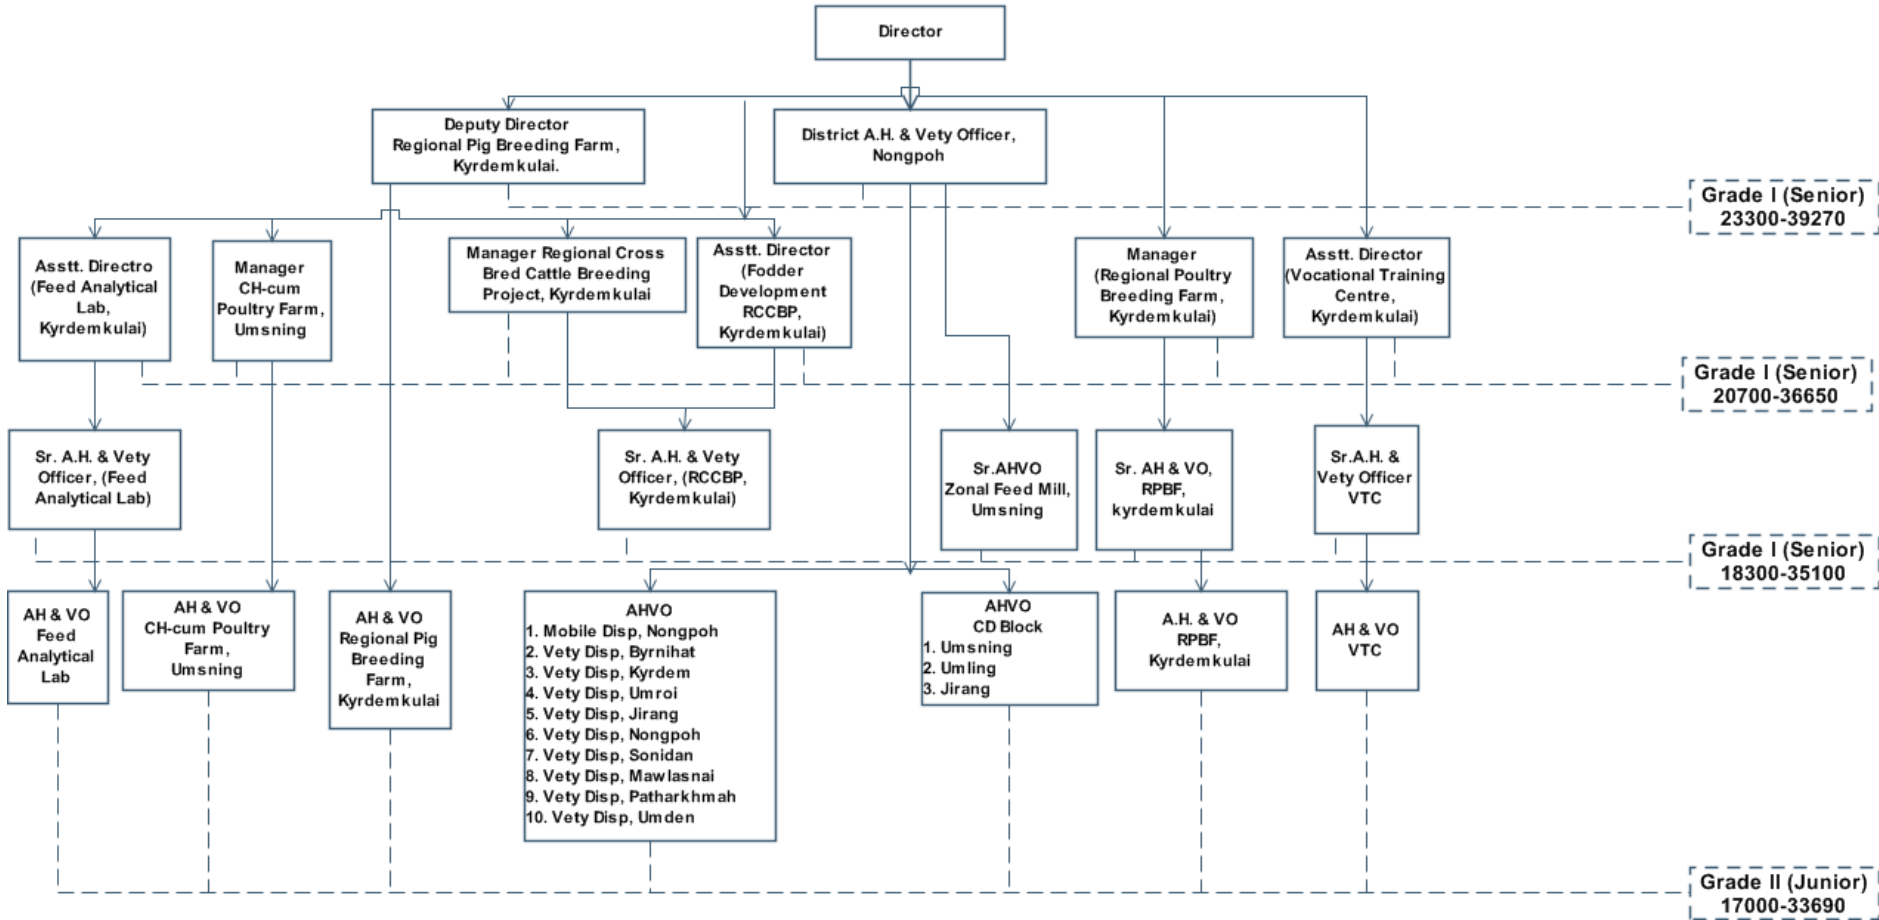 Director
Deputy Director
Regional Pig Breeding Farm,
Kyrdemkulai.
District A.H. & Vety Officer,
Nongpoh
Grade I (Senior)
23300-39270
Asstt. Directro
(Feed Analytical
Lab,
Kyrdemkulai)
Manager
CH-cum
Poultry Farm,
Umsning
Manager Regional Cross
Bred Cattle Breeding
Project, Kyrdemkulai
Asstt. Director
(Fodder
Development
RCCBP,
Kyrdemkulai)
Manager
(Regional Poultry
Breeding Farm,
Kyrdemkulai)
Asstt. Director
(Vocational Training
Centre,
Kyrdemkulai)
Grade I (Senior)
20700-36650
Sr. A.H. & Vety
Officer, (Feed
Analytical Lab)
Sr. A.H. & Vety
Officer, (RCCBP,
Kyrdemkulai)
Sr.AHVO
Zonal Feed Mill,
Umsning
Sr. AH & VO,
RPBF,
kyrdemkulai
Sr.A.H. &
Vety Officer
VTC
Grade I (Senior)
18300-35100
AH & VO
Feed
Analytical
Lab
AH & VO
CH-cum Poultry
Farm,
Umsning
AH & VO
Regional Pig
Breeding
Farm,
Kyrdemkulai
AHVO
1. Mobile Disp, Nongpoh
2. Vety Disp, Byrnihat
3. Vety Disp, Kyrdem
4. Vety Disp, Umroi
5. Vety Disp, Jirang
6. Vety Disp, Nongpoh
7. Vety Disp, Sonidan
8. Vety Disp, Mawlasnai
9. Vety Disp, Patharkhmah
10. Vety Disp, Umden
AHVO
CD Block
1. Umsning
2. Umling
3. Jirang
A.H. & VO
RPBF,
Kyrdemkulai
AH & VO
VTC
Grade II (Junior)
17000-33690